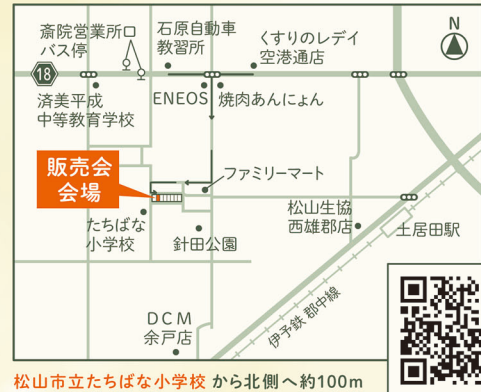 斎院営業所
バス停
石原自動車
教習所
くすりのレデイ
空港通店
N
18
済美平成
中等教育学校
ENEOS
焼肉あんにょん
販売会
会場
ファミリーマート
たちばな
小学校
針田公園
松山生協
西雄郡店
土居田駅
DCM
余戸店
伊予鉄 郡中線
松山市立たちばな小学校 から北側へ約100m